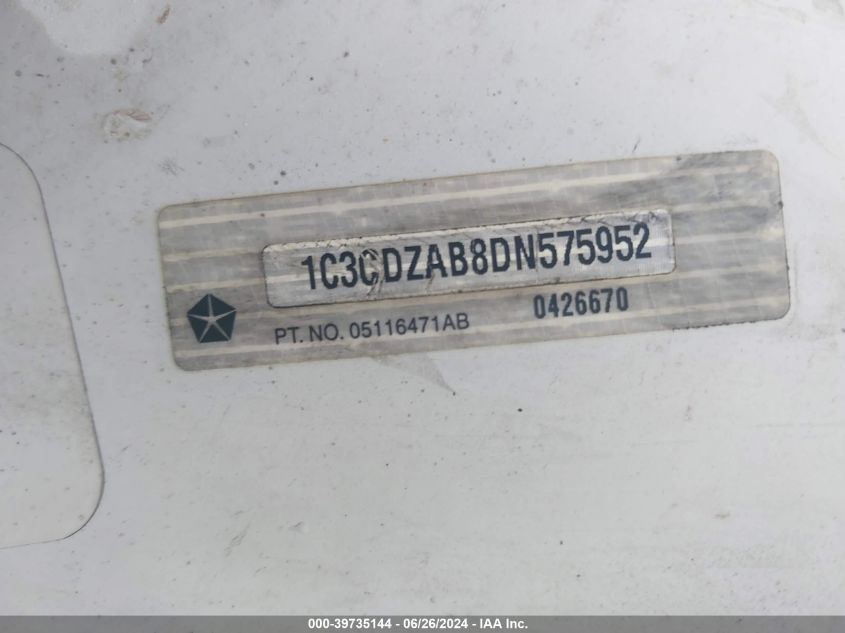 1C3CDZAB8DN575952
PT. NO. 05116471AB 0426670
000-39735144 - 06/26/2024 - IAA Inc.